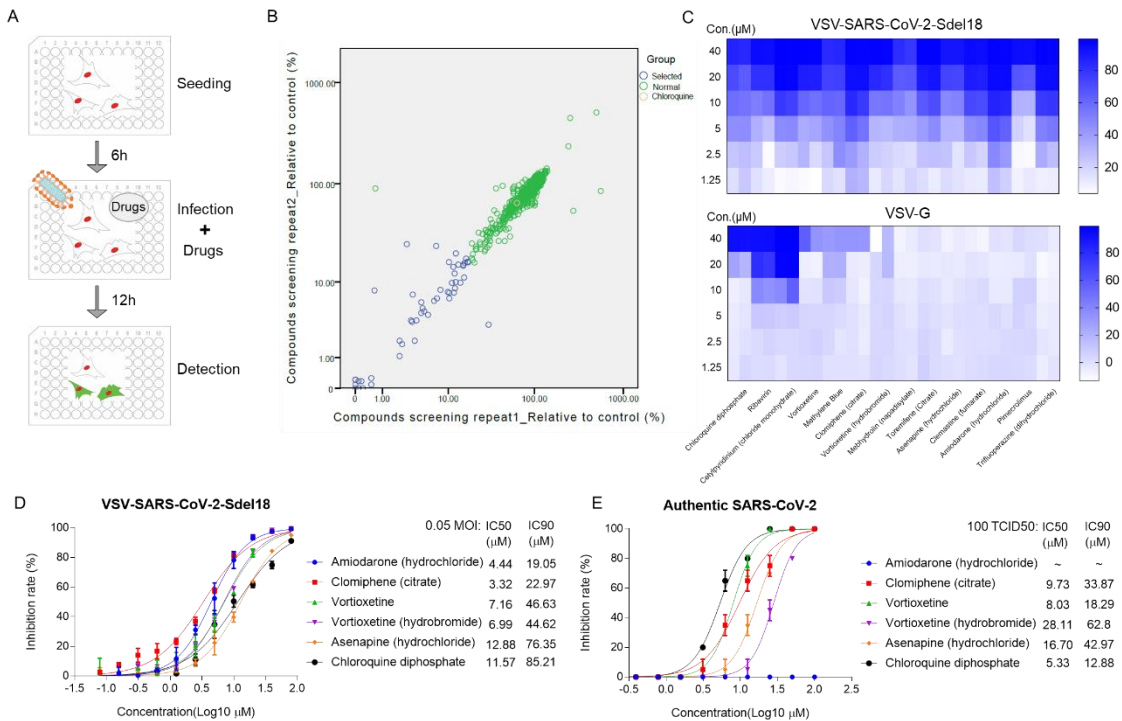 A
Seeding
6h
Drugs
Infection
+
Drugs
12h
Detection
B
Compounds screening repeat2_Relative to control (%)
1000.00
100.00
10.00
1.00
0
0 1.00 10.00 100.00 1000.00
Compounds screening repeat1_Relative to control (%)
Group
Selected
Normal
Chloroquine
C
VSV-SARS-CoV-2-Sdel18
Con.(μM)
40
20
10
5
2.5
1.25
80
60
40
20
VSV-G
Con.(μM)
40
20
10
5
2.5
1.25
80
60
40
20
0
Chloroquine diphosphate
Ribavirin
Cetylpyridinium (chloride monohydrate)
Vortioxetine
Methylene Blue
Clomiphene (citrate)
Vortioxetine (hydrobromide)
Mebhydrolin (napadisylate)
Toremifene (Citrate)
Asenapine (hydrochloride)
Clemastine (fumarate)
Amiodarone (hydrochloride)
Pimecrolimus
Trifluoperazine (dihydrochloride)
D
VSV-SARS-CoV-2-Sdel18
Inhibition rate (%)
100
80
60
40
20
0
-1.5 -1.0 -0.5 0.0 0.5 1.0 1.5 2.0
Concentration(Log10 μM)
0.05 MOI: IC50 IC90
(μM) (μM)
Amiodarone (hydrochloride) 4.44 19.05
Clomiphene (citrate) 3.32 22.97
Vortioxetine 7.16 46.63
Vortioxetine (hydrobromide) 6.99 44.62
Asenapine (hydrochloride) 12.88 76.35
Chloroquine diphosphate 11.57 85.21
E
Authentic SARS-CoV-2
Inhibition rate (%)
100
80
60
40
20
0
-0.5 0.0 0.5 1.0 1.5 2.0 2.5
Concentration(Log10 μM)
100 TCID50: IC50 IC90
(μM) (μM)
Amiodarone (hydrochloride) ~ ~
Clomiphene (citrate) 9.73 33.87
Vortioxetine 8.03 18.29
Vortioxetine (hydrobromide) 28.11 62.8
Asenapine (hydrochloride) 16.70 42.97
Chloroquine diphosphate 5.33 12.88